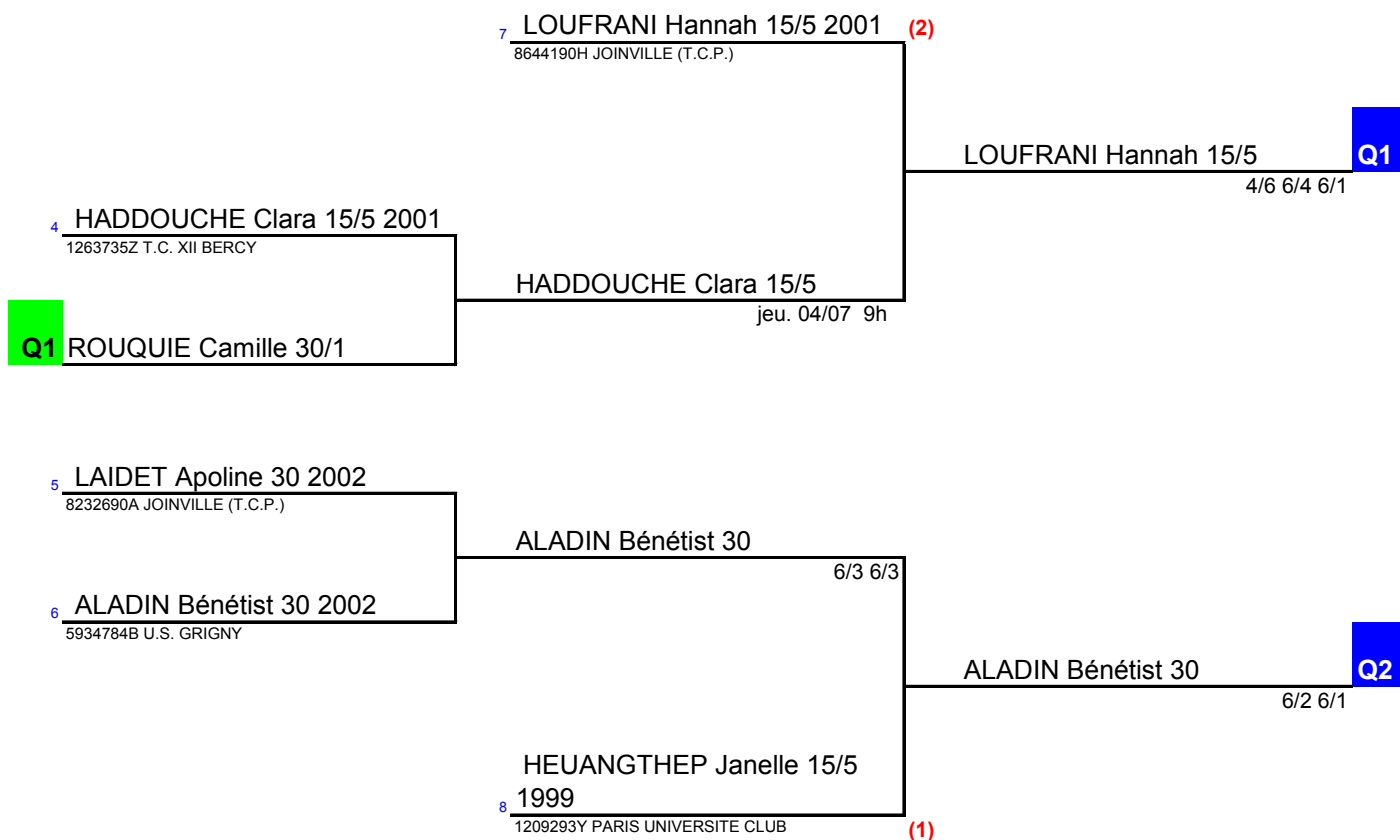 7 LOUFRANI Hannah 15/5 2001 (2)
8644190H JOINVILLE (T.C.P.)
LOUFRANI Hannah 15/5 Q1
4/6 6/4 6/1
4 HADDOUCHE Clara 15/5 2001
1263735Z T.C. XII BERCY
HADDOUCHE Clara 15/5
jeu. 04/07 9h
Q1 ROUQUIE Camille 30/1
5 LAIDET Apoline 30 2002
8232690A JOINVILLE (T.C.P.)
ALADIN Bénétist 30
6/3 6/3
6 ALADIN Bénétist 30 2002
5934784B U.S. GRIGNY
ALADIN Bénétist 30 Q2
6/2 6/1
HEUANGTHEP Janelle 15/5
8 1999
1209293Y PARIS UNIVERSITE CLUB (1)